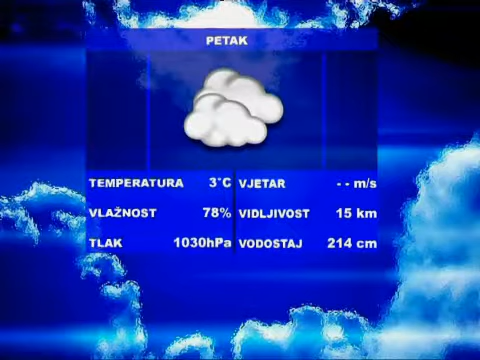 PETAK
TEMPERATURA 3°C VJETAR - - m/s
VLAŽNOST 78% VIDLJIVOST 15 km
TLAK 1030hPa VODOSTAJ 214 cm